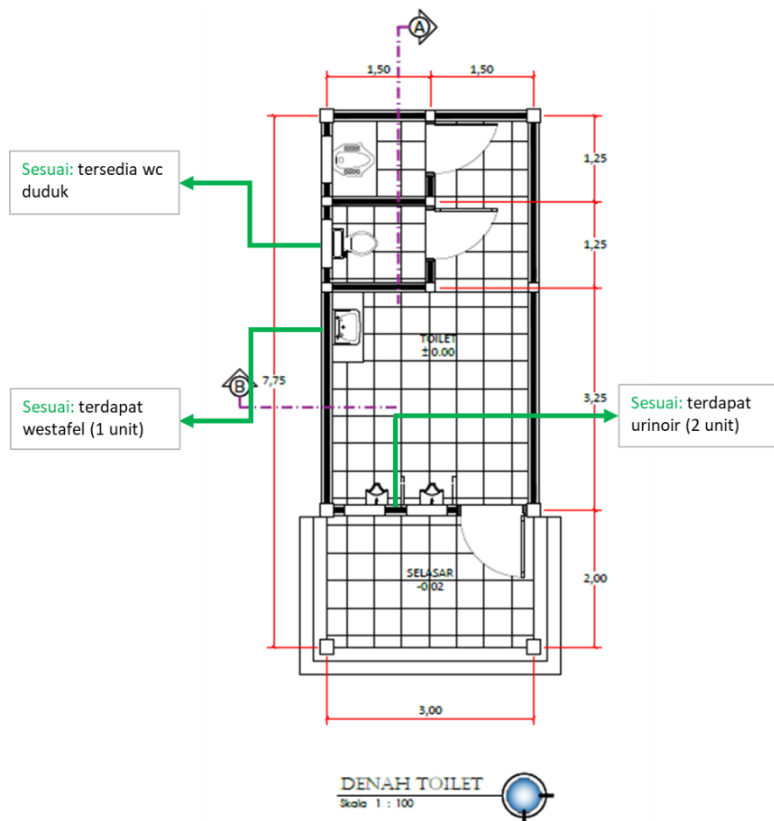 A
1,50
1,50
1,25
Sesuai: tersedia wc
duduk
1,25
TOILET
±0.00
B
7,75
3,25
Sesuai: terdapat
westafel (1 unit)
Sesuai: terdapat
urinoir (2 unit)
SELASAR
-0.02
2,00
3,00
DENAH TOILET
Skala 1 : 100